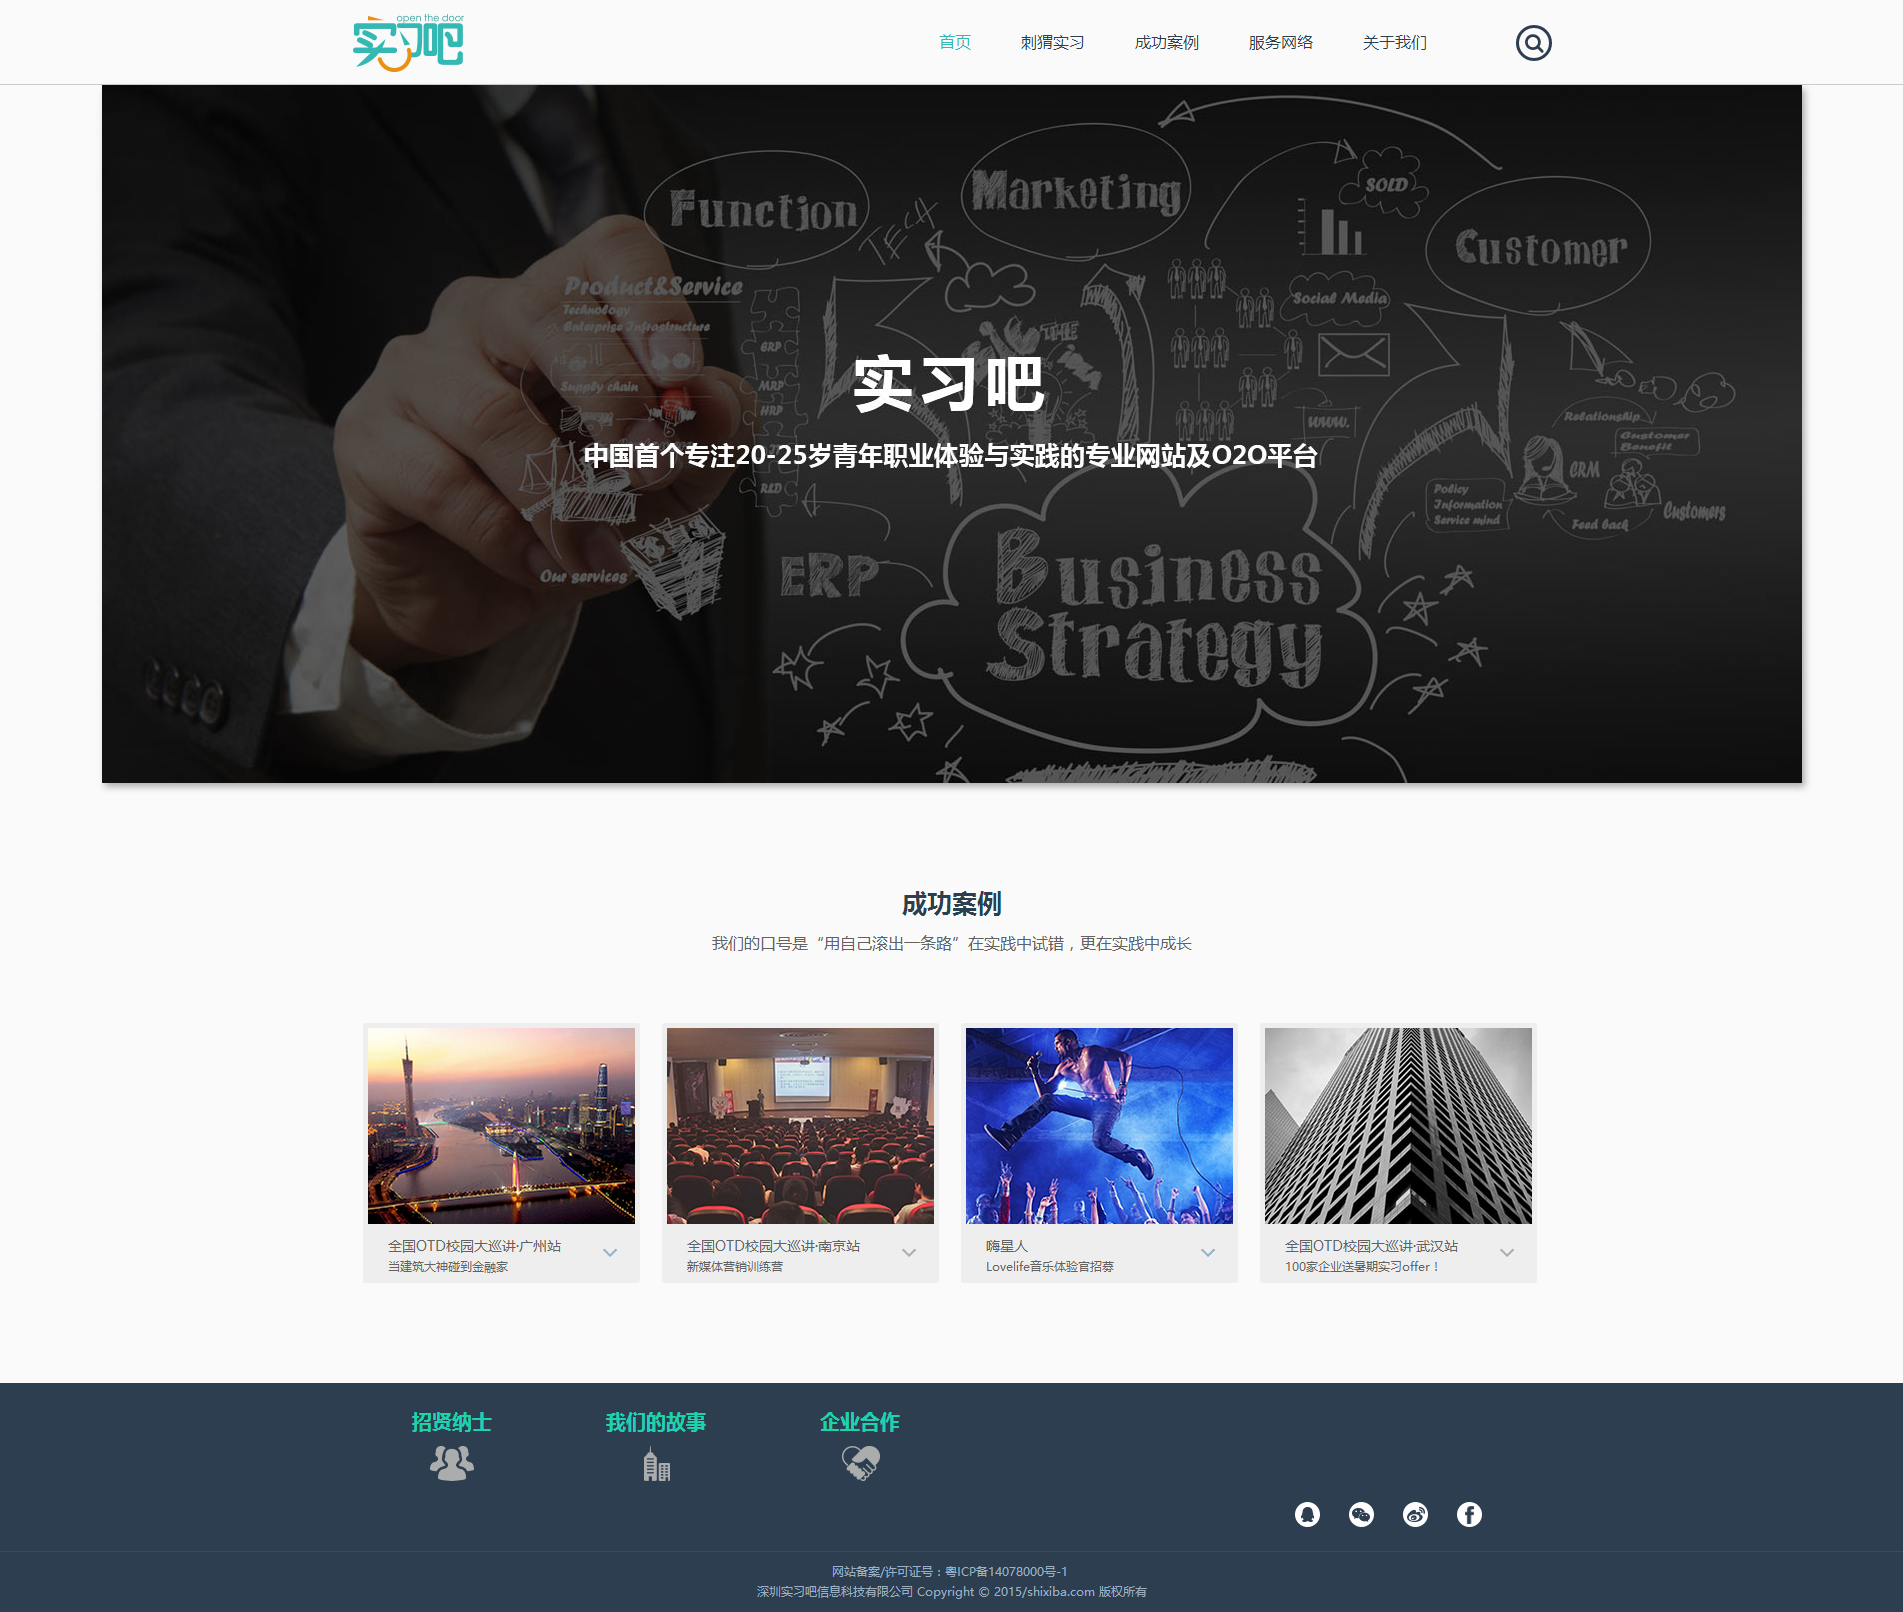 open the door
实习吧
首页
刺猬实习
成功案例
服务网络
关于我们
Function
Marketing
TECH
SOLD
Customer
Product&Service
Technology
Enterprise Infrastructure
Social Media
THE
ERP
Supply chain
MRP
HRP
www.
Relationship
Customer
Benefit
实习吧
中国首个专注20-25岁青年职业体验与实践的专业网站及O2O平台
R&D
CRM
Policy
Information
Service mind
Feed back
Customers
Our services
ERP
Business
Strategy
成功案例
我们的口号是“用自己滚出一条路”在实践中试错，更在实践中成长
全国OTD校园大巡讲·广州站
当建筑大神碰到金融家
全国OTD校园大巡讲·南京站
新媒体营销训练营
嗨星人
Lovelife音乐体验官招募
全国OTD校园大巡讲·武汉站
100家企业送暑期实习offer！
招贤纳士
我们的故事
企业合作
网站备案/许可证号：粤ICP备14078000号-1
深圳实习吧信息科技有限公司 Copyright © 2015/shixiba.com 版权所有